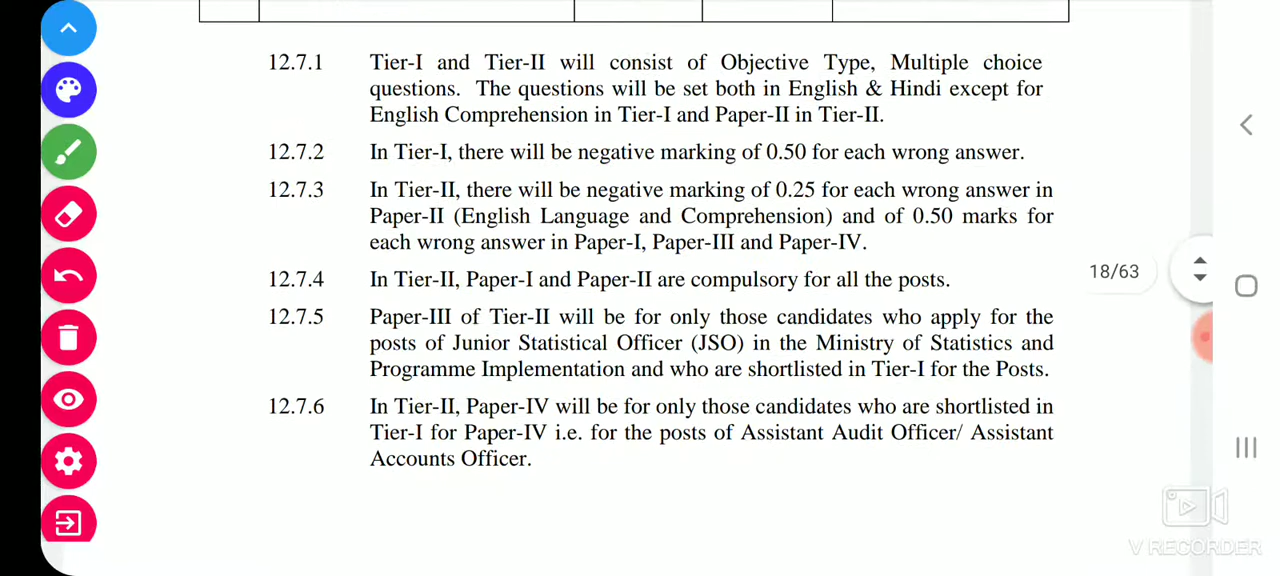 12.7.1 Tier-I and Tier-II will consist of Objective Type, Multiple choice
questions. The questions will be set both in English & Hindi except for
English Comprehension in Tier-I and Paper-II in Tier-II.
12.7.2 In Tier-I, there will be negative marking of 0.50 for each wrong answer.
12.7.3 In Tier-II, there will be negative marking of 0.25 for each wrong answer in
Paper-II (English Language and Comprehension) and of 0.50 marks for
each wrong answer in Paper-I, Paper-III and Paper-IV.
12.7.4 In Tier-II, Paper-I and Paper-II are compulsory for all the posts.
12.7.5 Paper-III of Tier-II will be for only those candidates who apply for the
posts of Junior Statistical Officer (JSO) in the Ministry of Statistics and
Programme Implementation and who are shortlisted in Tier-I for the Posts.
12.7.6 In Tier-II, Paper-IV will be for only those candidates who are shortlisted in
Tier-I for Paper-IV i.e. for the posts of Assistant Audit Officer/ Assistant
Accounts Officer.
18/63
V RECORDER